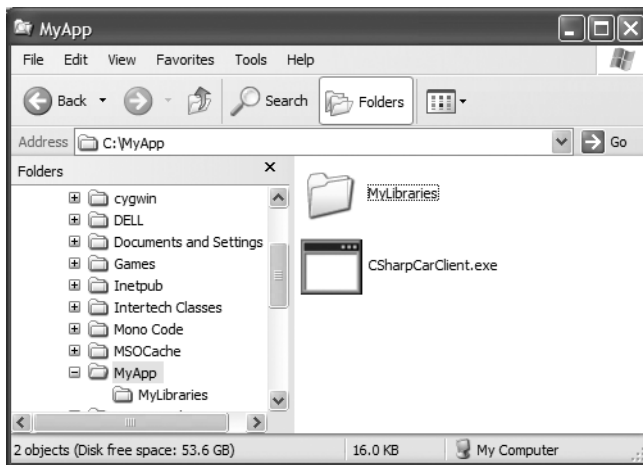 MyApp
File Edit View Favorites Tools Help
Back Search Folders
Address C:\MyApp Go
Folders x
cygwin
DELL
Documents and Settings
Games
Inetpub
Intertech Classes
Mono Code
MSOCache
MyApp
MyLibraries
MyLibraries
CSharpCarClient.exe
2 objects (Disk free space: 53.6 GB) 16.0 KB My Computer